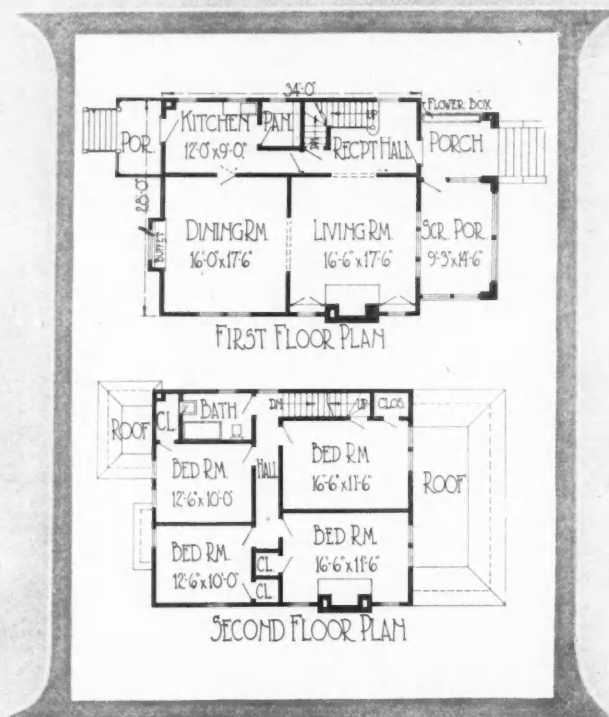 34'-0"
FLOWER BOX
POR.
KITCHEN
12'-0"x9'-0"
PAN.
DN
UP
RECPT HALL
PORCH
28'-0"
BUFFET
DINING RM.
16'-0"x17'-6"
LIVING RM.
16'-6"x17'-6"
SCR. POR.
9'-3"x14'-6"
FIRST FLOOR PLAN
ROOF
CL.
BATH
DN
UP
CLOS.
HALL
BED RM.
12'-6"x10'-0"
BED RM.
16'-6"x11'-6"
ROOF
BED RM.
12'-6"x10'-0"
CL.
CL.
BED RM.
16'-6"x11'-6"
SECOND FLOOR PLAN